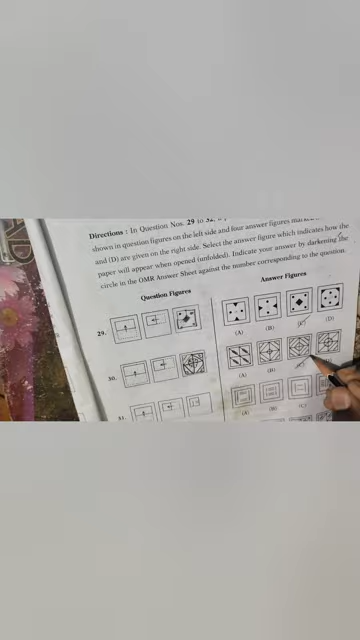 Directions : In Question Nos. 29 to 32,
shown in question figures on the left side and four answer figures marked
and (D) are given on the right side. Select the answer figure which indicates how the
paper will appear when opened (unfolded). Indicate your answer by darkening the
circle in the OMR Answer Sheet against the number corresponding to the question.
Question Figures
Answer Figures
29.
(A) (B) (C) (D)
30.
(A) (B) (C)
31.
(A) (B) (C)